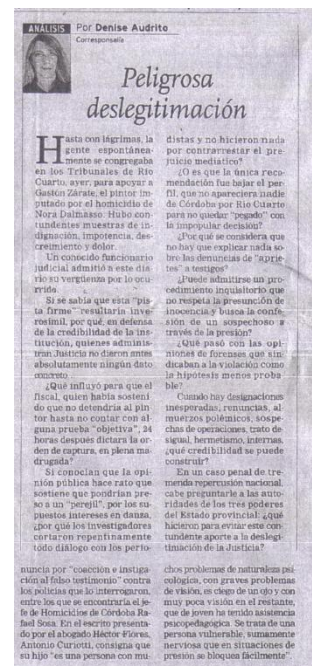 ANALISIS Por Denise Audrito
Corresponsalía
Peligrosa
deslegitimación
Hasta con lágrimas, la
gente espontánea-
mente se congregaba
en los Tribunales de Río
Cuarto, ayer, para apoyar a
Gastón Zárate, el pintor im-
putado por el homicidio de
Nora Dalmasso. Hubo con-
tundentes muestras de in-
dignación, impotencia, des-
creimiento y dolor.
Un conocido funcionario
judicial admitió a este dia-
rio su vergüenza por lo ocu-
rrido.
Si se sabía que esta "pis-
ta firme" resultaría inve-
rosímil, por qué, en defensa
de la credibilidad de la ins-
titución, quienes adminis-
tran Justicia no dieron antes
absolutamente ningún dato
concreto.
¿Qué influyó para que el
fiscal, quien había sosteni-
do que no detendría al pin-
tor hasta no contar con al-
guna prueba "objetiva", 24
horas después dictara la or-
den de captura, en plena ma-
drugada?
Si conocían que la opi-
nión pública hace rato que
sostiene que pondrían pre-
so a un "perejil", por los su-
puestos intereses en danza,
¿por qué los investigadores
cortaron repentinamente
todo diálogo con los perio-
distas y no hicieron nada
por contrarrestar el pre-
juicio mediático?
¿O es que la única reco-
mendación fue bajar el per-
fil, que no apareciera nadie
de Córdoba por Río Cuarto
para no quedar "pegado" con
la impopular decisión?
¿Por qué se considera que
no hay que explicar nada so-
bre las denuncias de "aprie-
tes" a testigos?
¿Puede admitirse un pro-
cedimiento inquisitorio que
no respeta la presunción de
inocencia y busca la confe-
sión de un sospechoso a
través de la presión?
¿Qué pasó con las opi-
niones de forenses que sin-
dicaban a la violación como
la hipótesis menos proba-
ble?
Cuando hay designaciones
inesperadas, renuncias, al-
muerzos polémicos, sospe-
chas de operaciones, trato de-
sigual, hermetismo, internas,
¿qué credibilidad se puede
construir?
En un caso penal de tre-
menda repercusión nacional,
cabe preguntarle a las auto-
ridades de los tres poderes
del Estado provincial: ¿qué
hicieron para evitar este con-
tundente aporte a la deslegi-
timación de la Justicia?
nuncia por "coacción e instiga-
ción al falso testimonio" contra
los policías que lo interrogaron,
entre los que se encontraría el je-
fe de Homicidios de Córdoba Ra-
fael Sosa. En el escrito presenta-
do por el abogado Héctor Flores,
Antonio Curiotti, consigna que
su hijo "es una persona con mu-
chos problemas de naturaleza psi-
cológica, con graves problemas
de visión, es ciego de un ojo y con
muy poca visión en el restante,
que de joven ha tenido asistencia
psicopedagógica. Se trata de una
persona vulnerable, sumamente
nerviosa que en situaciones de
presión se bloquea fácilmente".